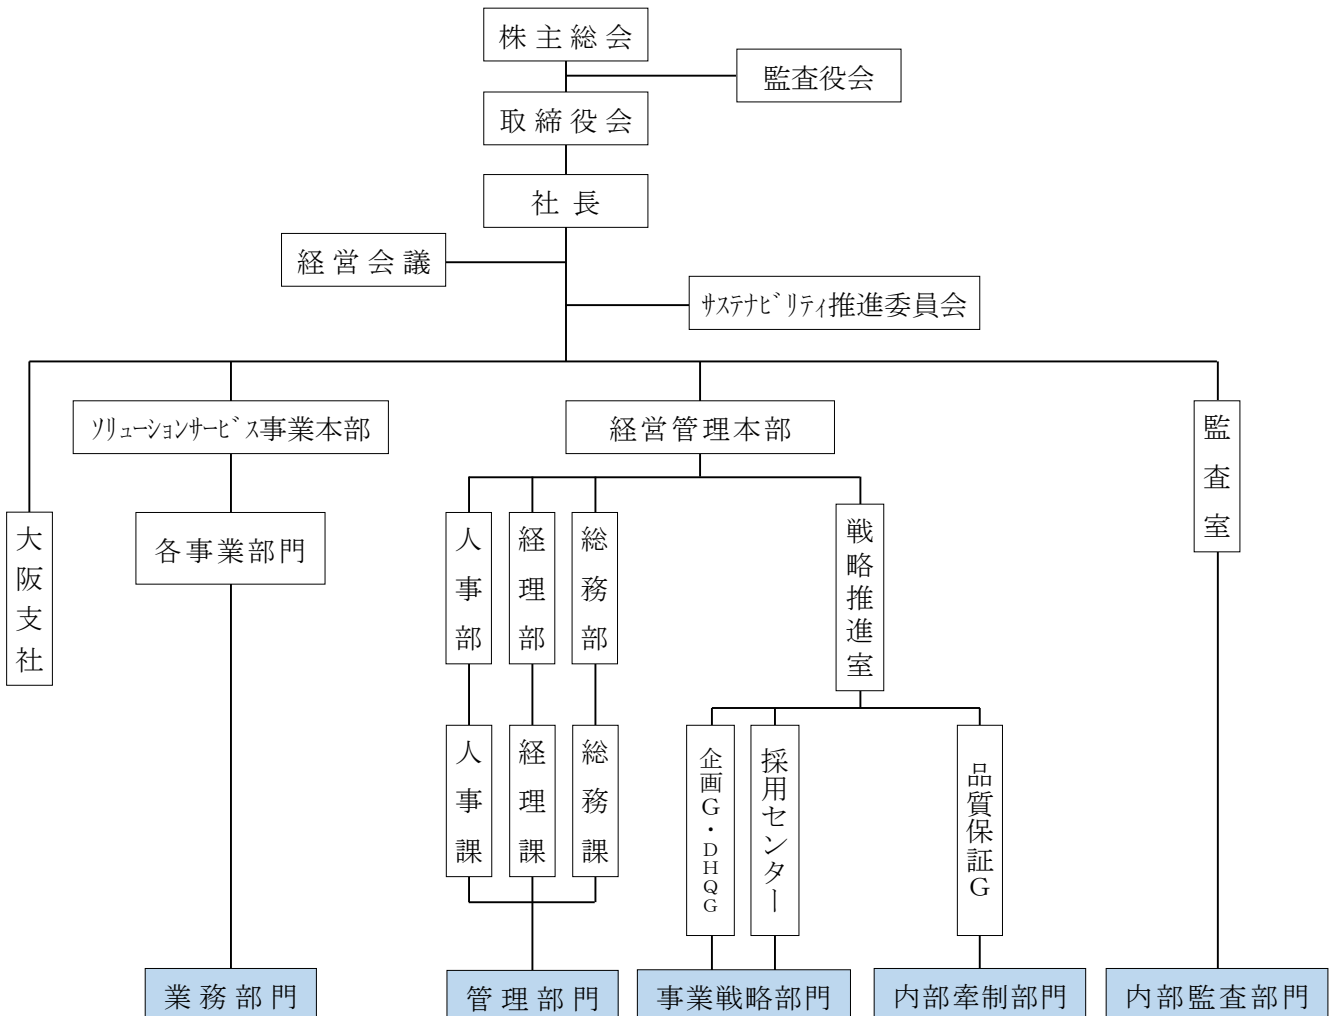 株主総会
監査役会
取締役会
社長
経営会議
ｻｽﾃﾅﾋﾞﾘﾃｨ推進委員会
ｿﾘｭｰｼｮﾝｻｰﾋﾞｽ事業本部
経営管理本部
監査室
大阪支社
各事業部門
人事部
経理部
総務部
戦略推進室
人事課
経理課
総務課
企画G・DHQG
採用センター
品質保証G
業務部門
管理部門
事業戦略部門
内部牽制部門
内部監査部門